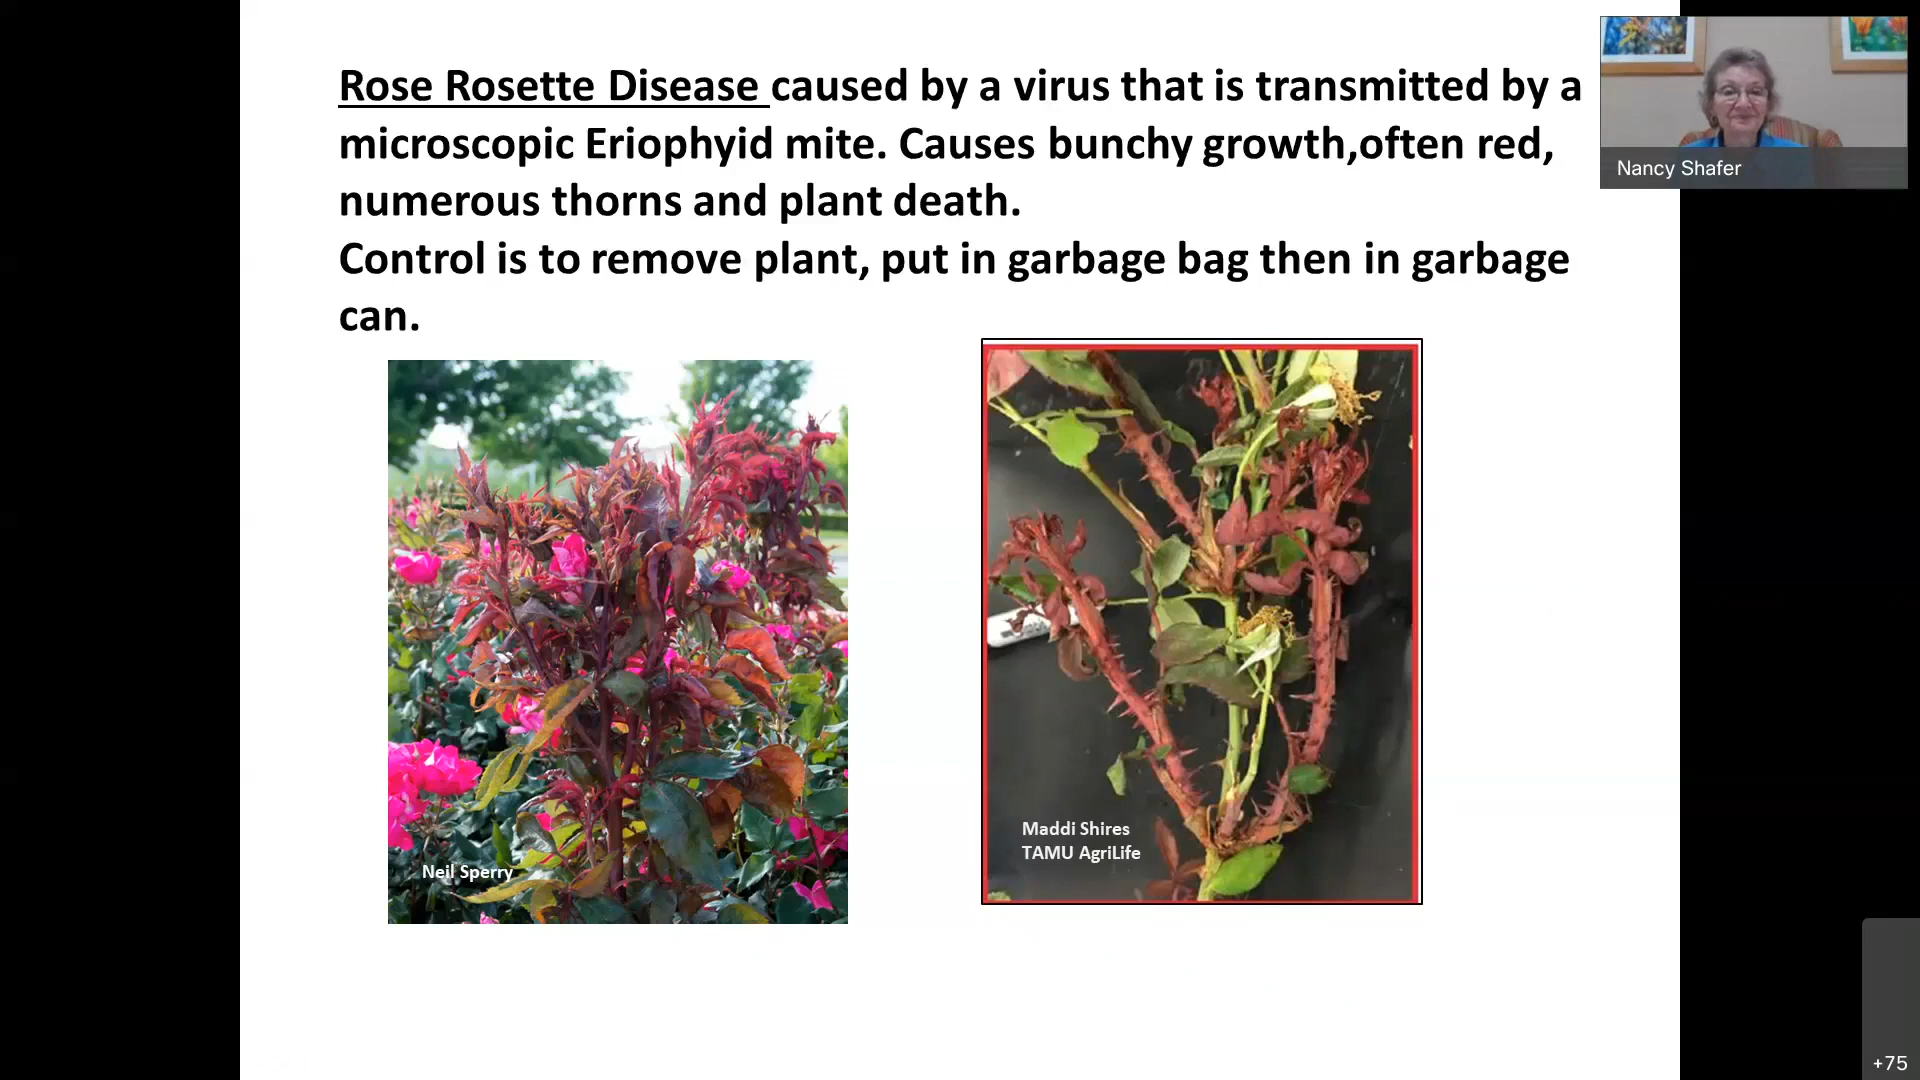 Rose Rosette Disease caused by a virus that is transmitted by a
microscopic Eriophyid mite. Causes bunchy growth,often red,
numerous thorns and plant death.
Control is to remove plant, put in garbage bag then in garbage
can.
Nancy Shafer
Neil Sperry
Maddi Shires
TAMU AgriLife
+75